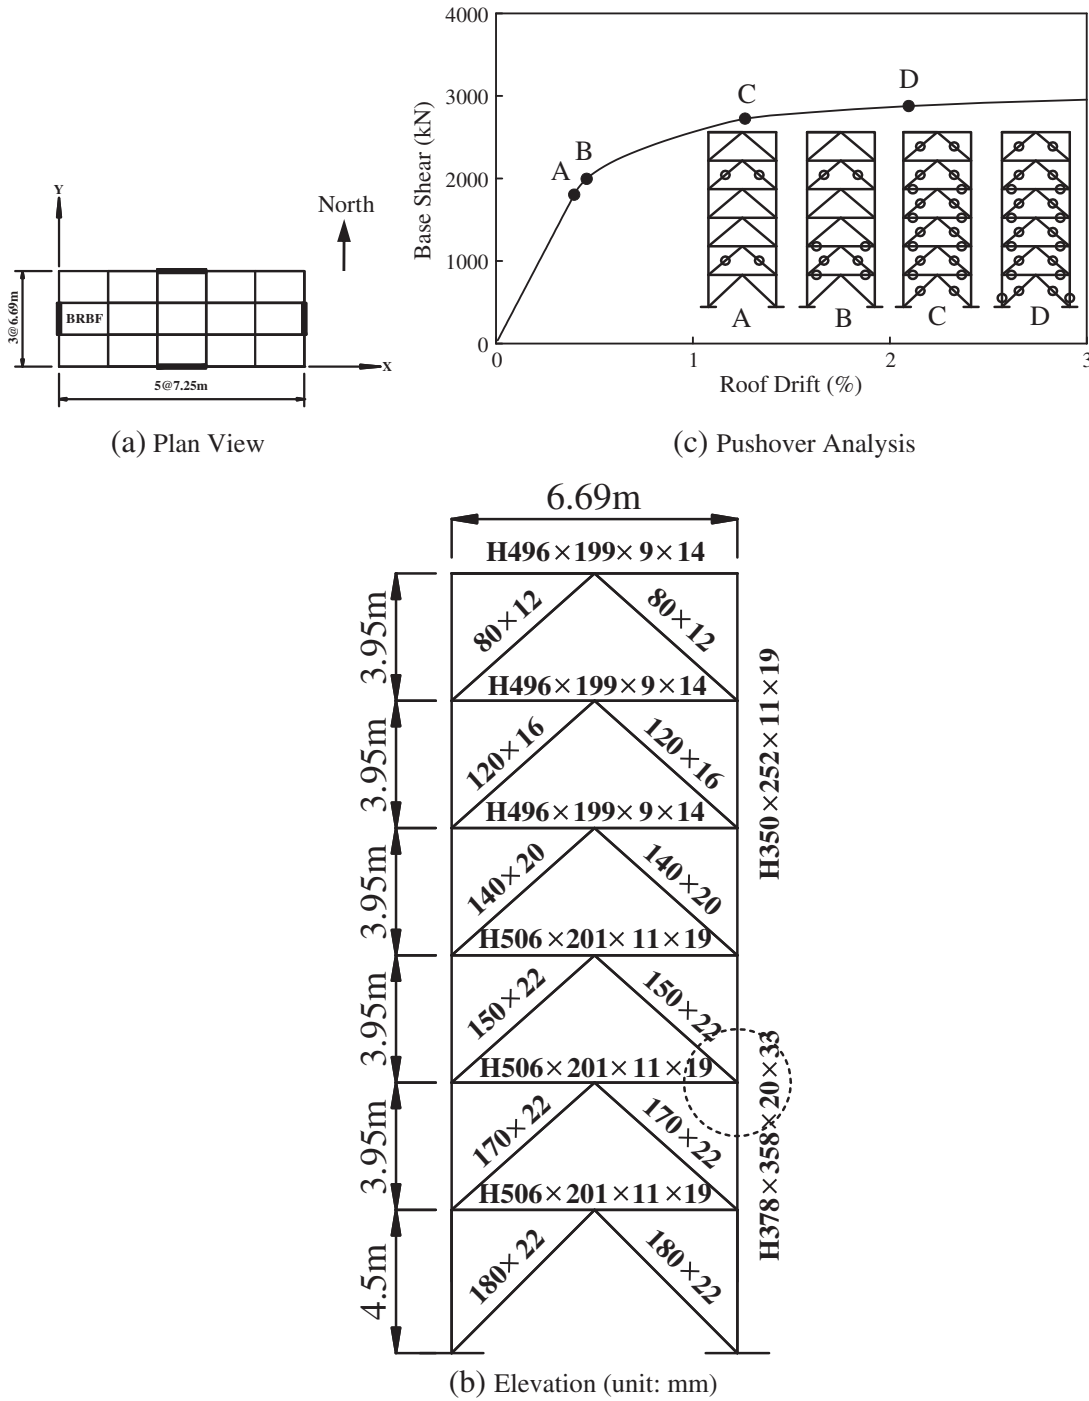 Y
North
3@6.69m
BRBF
X
5@7.25m
(a) Plan View
4000
3000
2000
1000
0
Base Shear (kN)
A
B
C
D
A
B
C
D
0
1
2
3
Roof Drift (%)
(c) Pushover Analysis
6.69m
H496×199×9×14
3.95m
80×12
80×12
H496×199×9×14
3.95m
120×16
120×16
H496×199×9×14
H350×252×11×19
3.95m
140×20
140×20
H506×201×11×19
3.95m
150×22
150×22
H506×201×11×19
3.95m
170×22
170×22
H506×201×11×19
H378×358×20×33
4.5m
180×22
180×22
(b) Elevation (unit: mm)